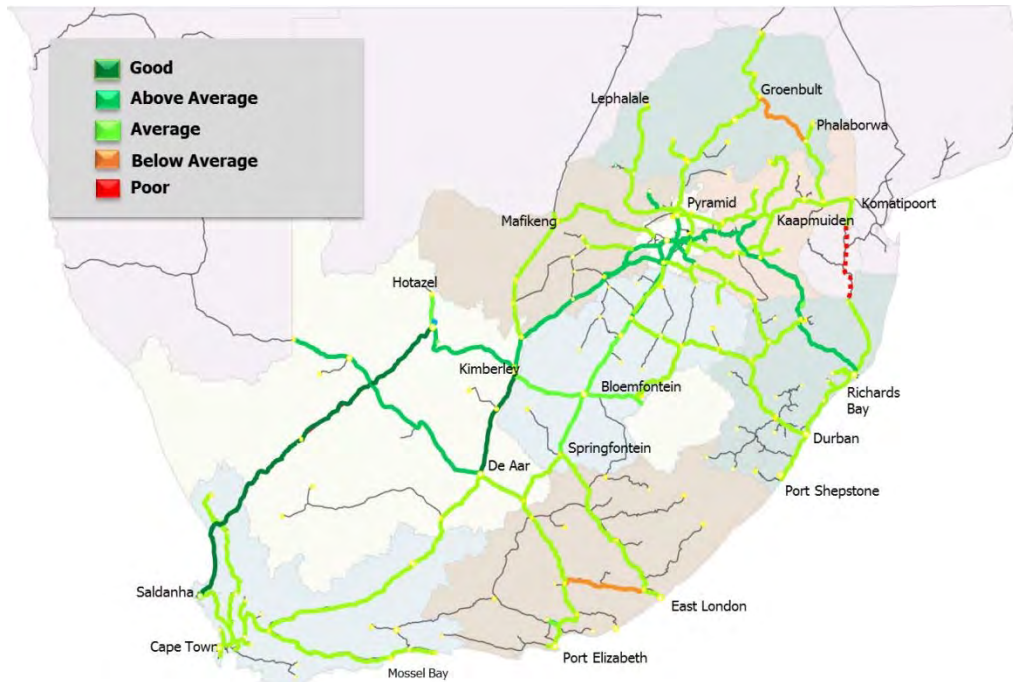 Good
Above Average
Average
Below Average
Poor
Groenbult
Lephalale
Phalaborwa
Pyramid
Komatipoort
Mafikeng
Kaapmuiden
Hotazel
Kimberley
Bloemfontein
Richards
Bay
Durban
Springfontein
De Aar
Port Shepstone
Saldanha
East London
Cape Town
Port Elizabeth
Mossel Bay